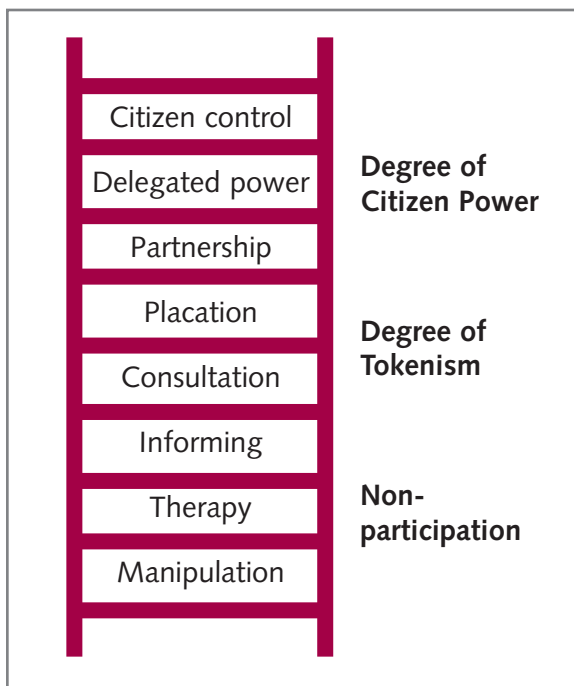 Citizen control
Delegated power
Partnership
Placation
Consultation
Informing
Therapy
Manipulation
Degree of
Citizen Power
Degree of
Tokenism
Non-
participation